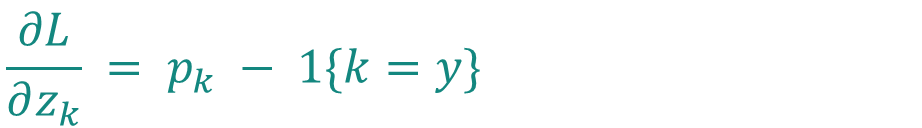 ∂L/∂z_k = p_k − 1{k = y}